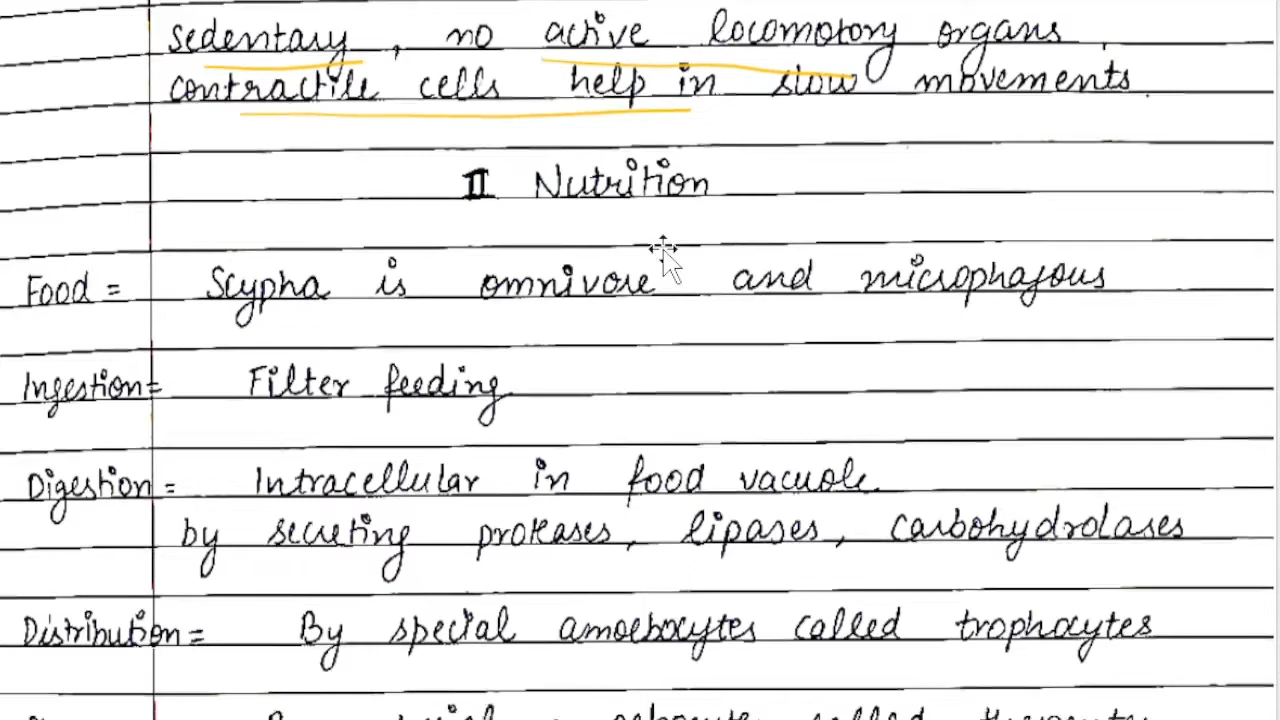 sedentary, no active locomotory organs,
contractile cells help in slow movements.
II Nutrition
Food = Scypha is omnivore and microphagous
Ingestion = Filter feeding
Digestion = Intracellular in food vacuole.
by secreting proteases, lipases, carbohydrolases
Distribution = By special amoebocytes called trophocytes
called